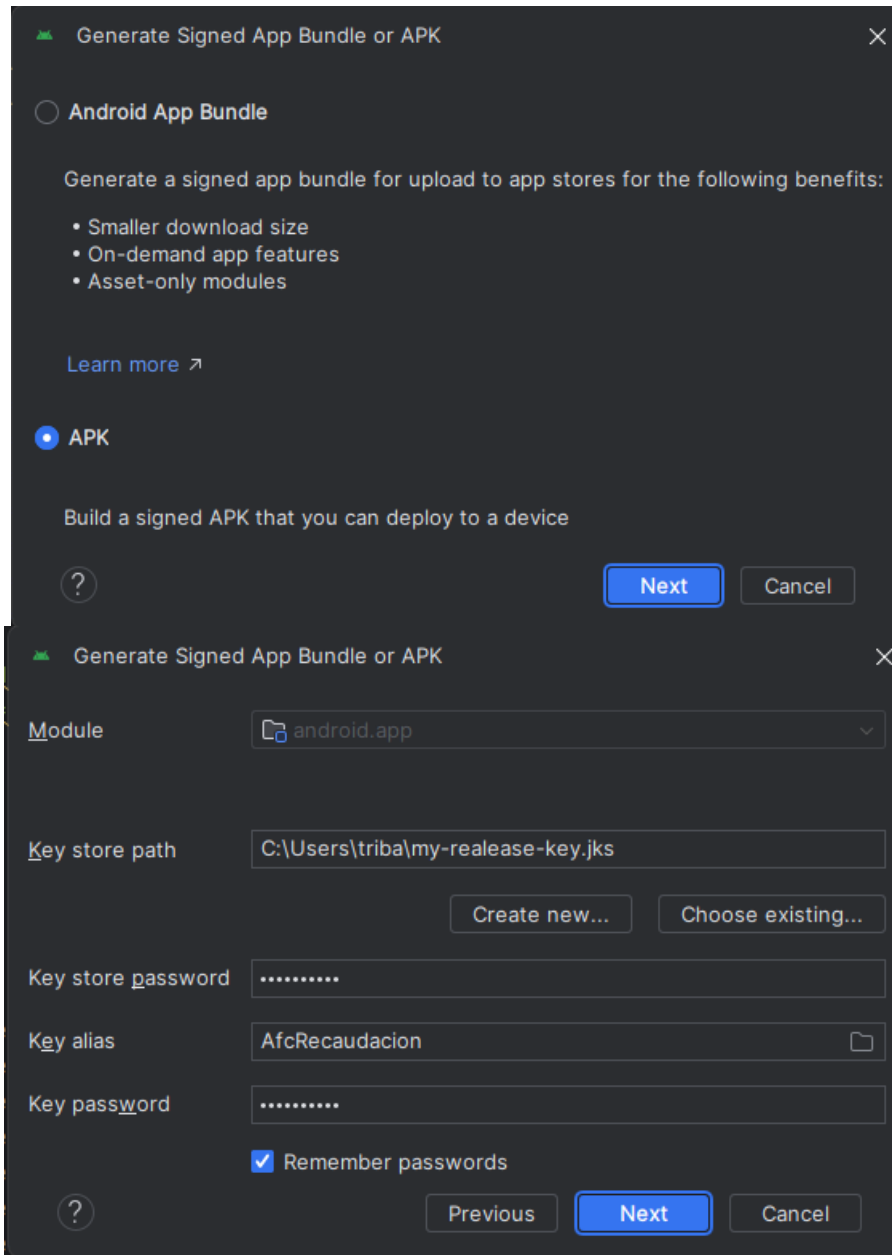 Generate Signed App Bundle or APK
Android App Bundle
Generate a signed app bundle for upload to app stores for the following benefits:
• Smaller download size
• On-demand app features
• Asset-only modules
Learn more ↗
APK
Build a signed APK that you can deploy to a device
? Next Cancel
Generate Signed App Bundle or APK
Module android.app
Key store path C:\Users\triba\my-realease-key.jks
Create new... Choose existing...
Key store password ••••••••••
Key alias AfcRecaudacion
Key password ••••••••••
Remember passwords
? Previous Next Cancel